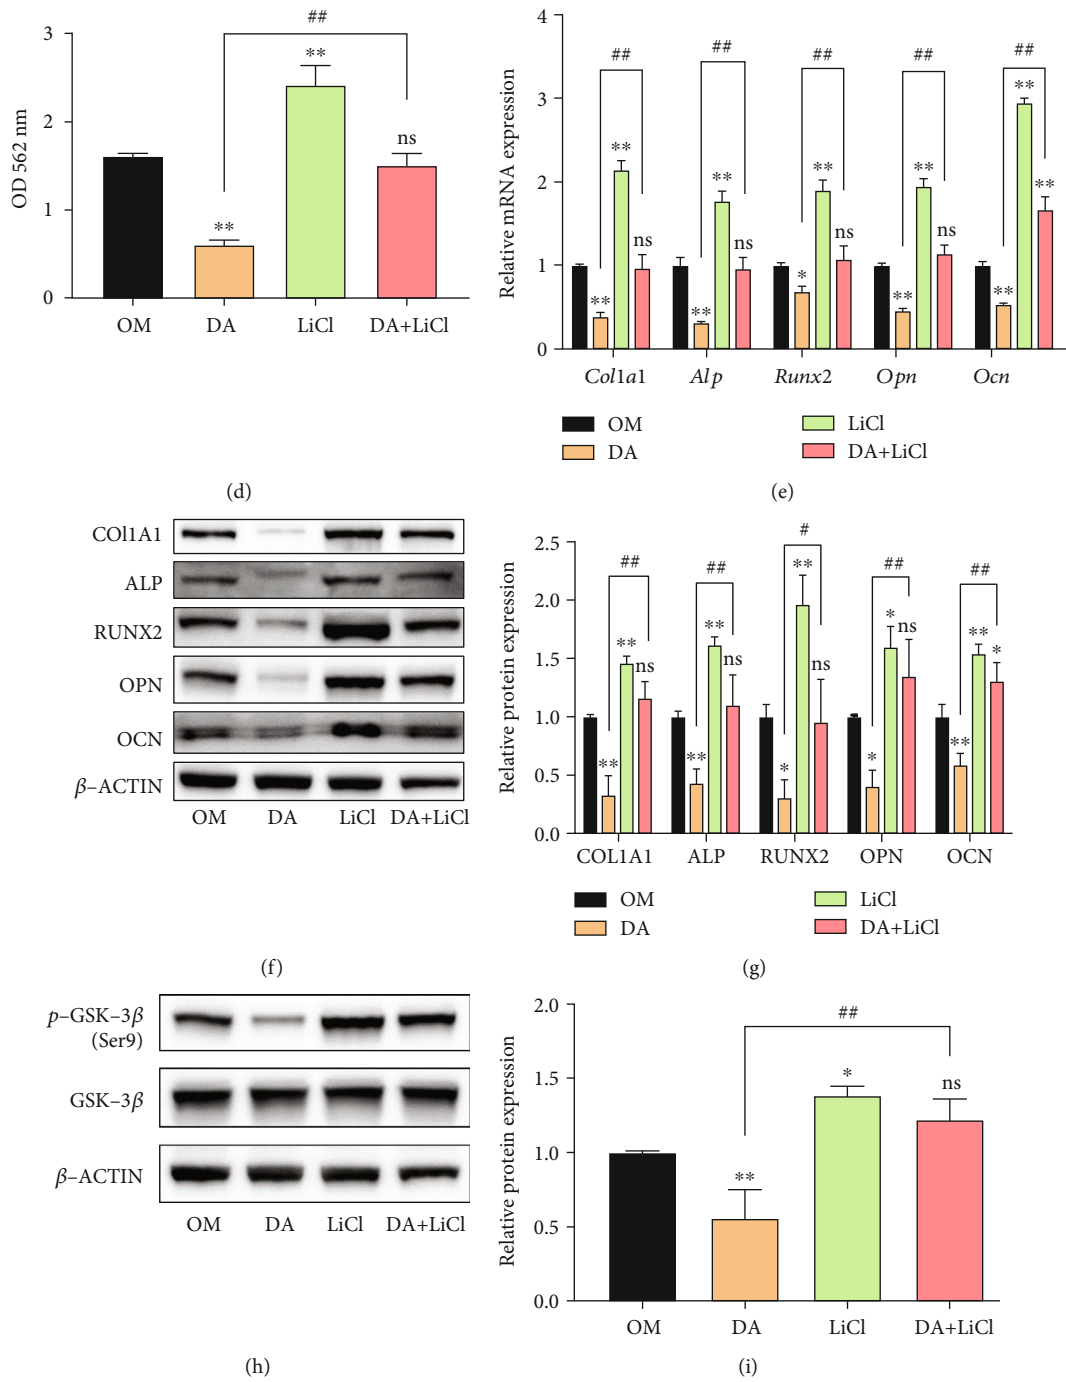 ##
3
**
2
ns
OD 562 nm
1
**
0
OM DA LiCl DA+LiCl
(d)
4
## ## ## ## ##
3
**
Relative mRNA expression
2
** ** ** ** **
ns ns ns ns
1
** ** * ** **
0
Col1a1 Alp Runx2 Opn Ocn
OM LiCl
DA DA+LiCl
(e)
COl1A1
ALP
RUNX2
OPN
OCN
β–ACTIN
OM DA LiCl DA+LiCl
(f)
2.5
#
## ## ## ##
**
2.0
Relative protein expression
** ** * **
1.5
ns ns ns ns *
1.0
** ** * * **
0.5
0.0
COL1A1 ALP RUNX2 OPN OCN
OM LiCl
DA DA+LiCl
(g)
p–GSK–3β
(Ser9)
GSK–3β
β–ACTIN
OM DA LiCl DA+LiCl
(h)
2.0
##
1.5
*
ns
Relative protein expression
1.0
**
0.5
0.0
OM DA LiCl DA+LiCl
(i)